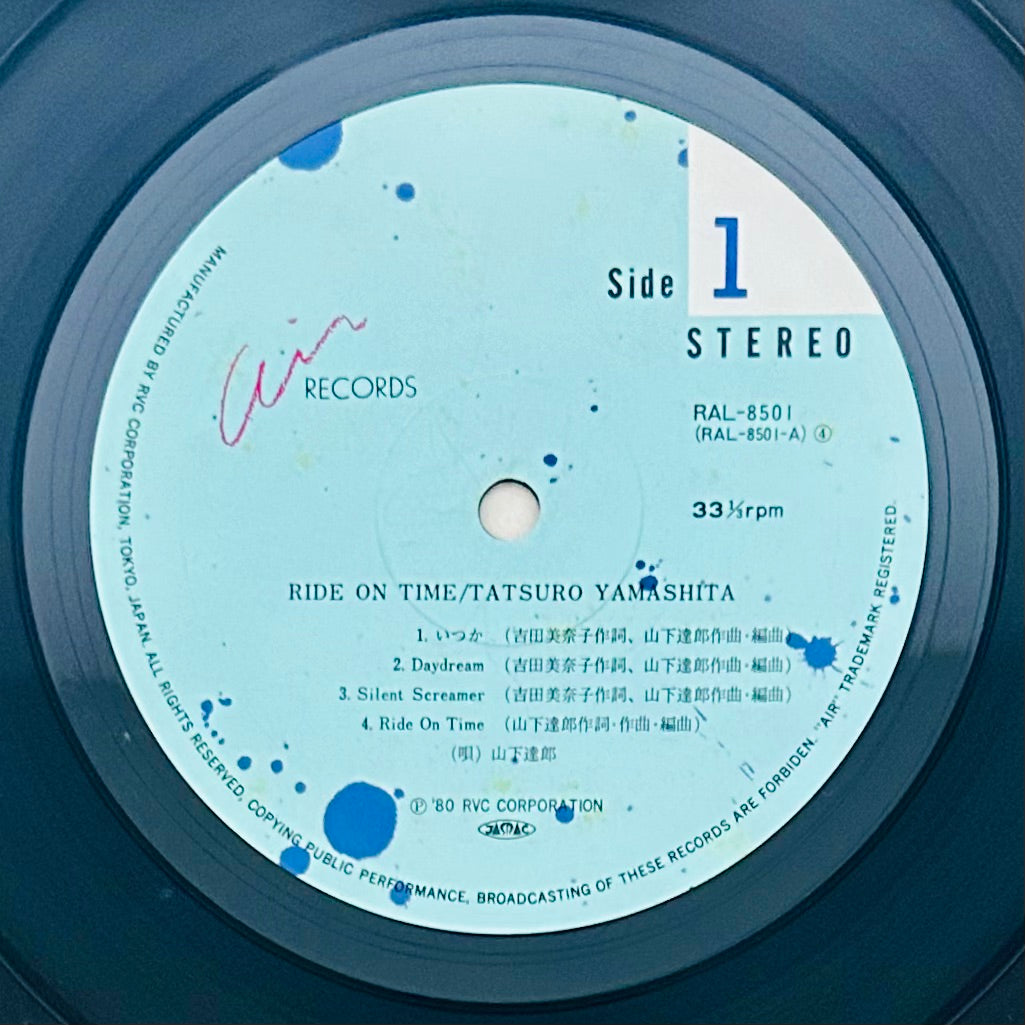 Side 1
STEREO
air RECORDS
RAL-8501
(RAL-8501-A) ④
33⅓rpm
RIDE ON TIME/TATSURO YAMASHITA
1. いつか （吉田美奈子作詞、山下達郎作曲・編曲）
2. Daydream （吉田美奈子作詞、山下達郎作曲・編曲）
3. Silent Screamer （吉田美奈子作詞、山下達郎作曲・編曲）
4. Ride On Time （山下達郎作詞・作曲・編曲）
（唄）山下達郎
Ⓟ '80 RVC CORPORATION
JASRAC
MANUFACTURED BY RVC CORPORATION, TOKYO, JAPAN. ALL RIGHTS RESERVED, COPYING PUBLIC PERFORMANCE, BROADCASTING OF THESE RECORDS ARE FORBIDDEN. "AIR" TRADEMARK REGISTERED.